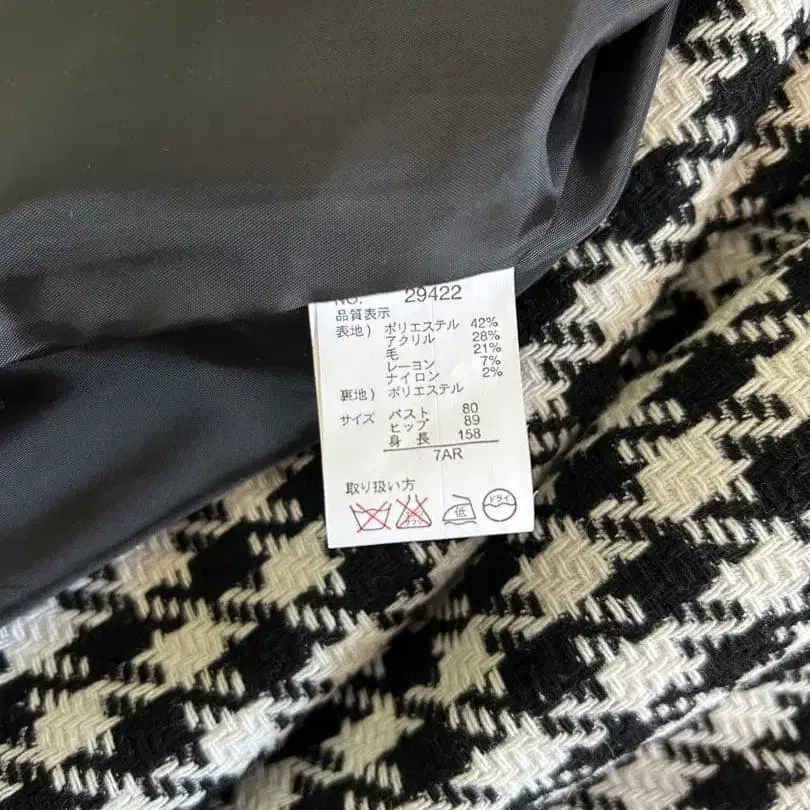 NO. 29422
品質表示
表地) ポリエステル 42%
アクリル 28%
毛 21%
レーヨン 7%
ナイロン 2%
裏地) ポリエステル
サイズ バスト 80
ヒップ 89
身長 158
7AR
取り扱い方
低 ドライ